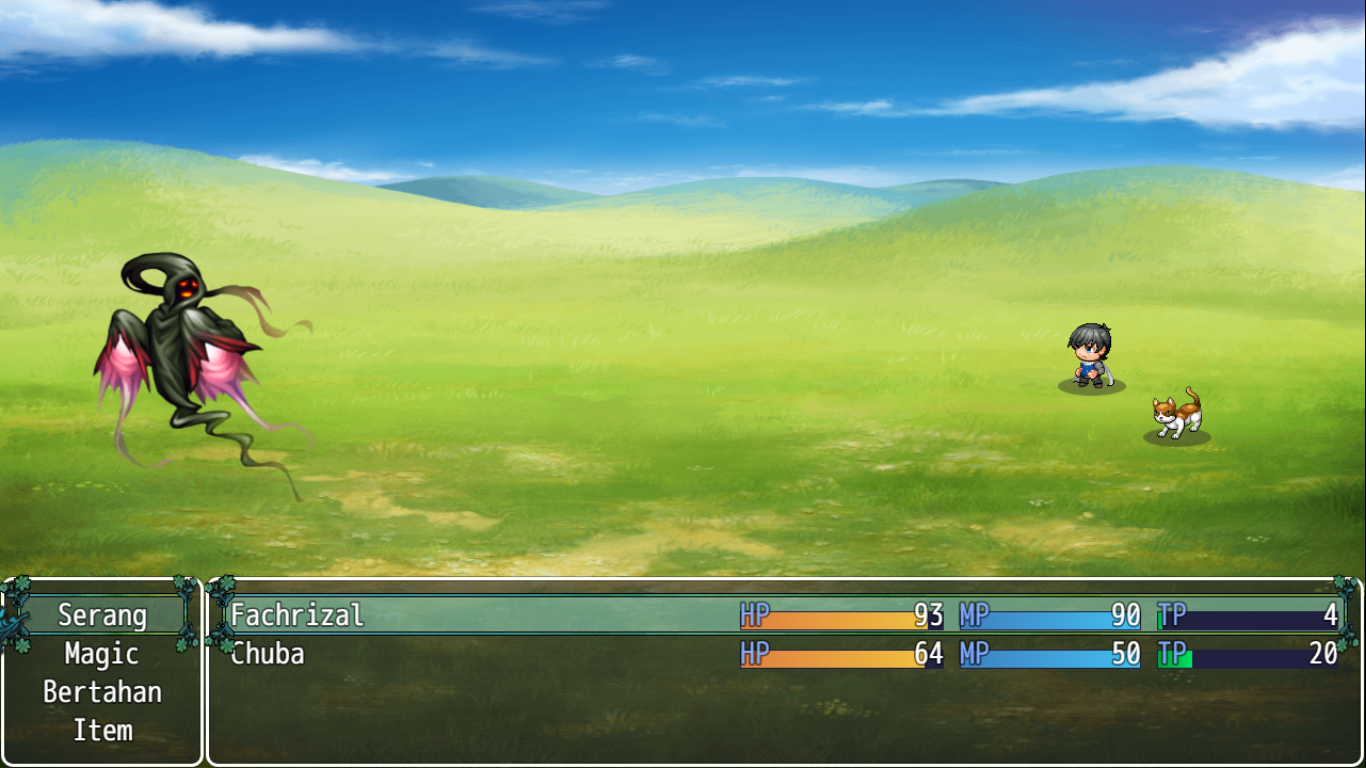 Serang
Magic
Bertahan
Item
Fachrizal HP 93 MP 90 TP 4
Chuba HP 64 MP 50 TP 20